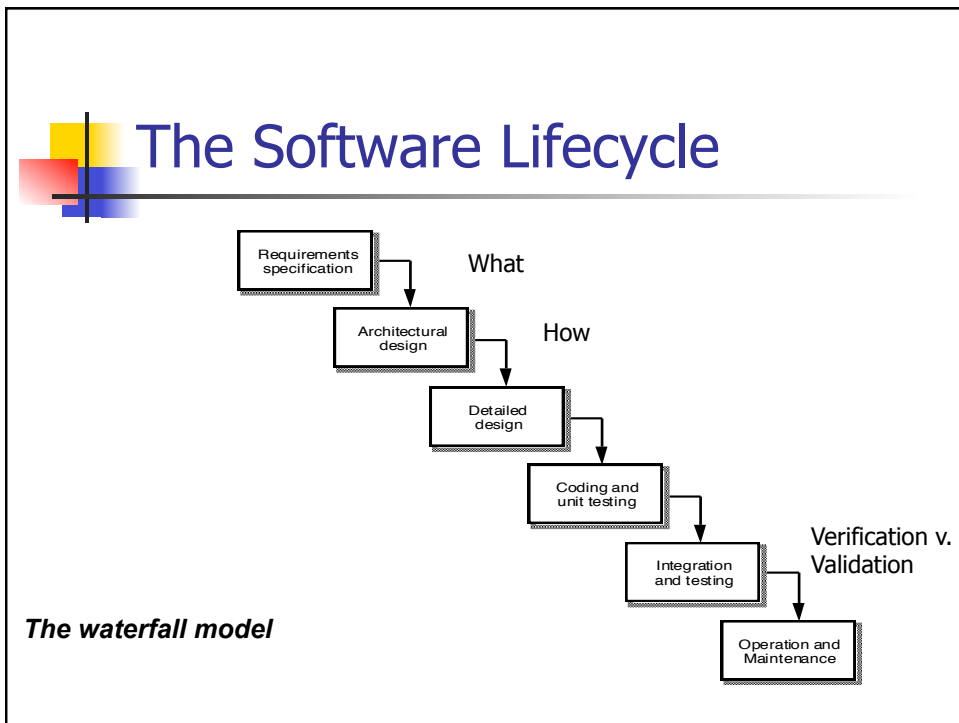 The Software Lifecycle
Requirements
specification
What
Architectural
design
How
Detailed
design
Coding and
unit testing
Integration
and testing
Verification v.
Validation
Operation and
Maintenance
The waterfall model